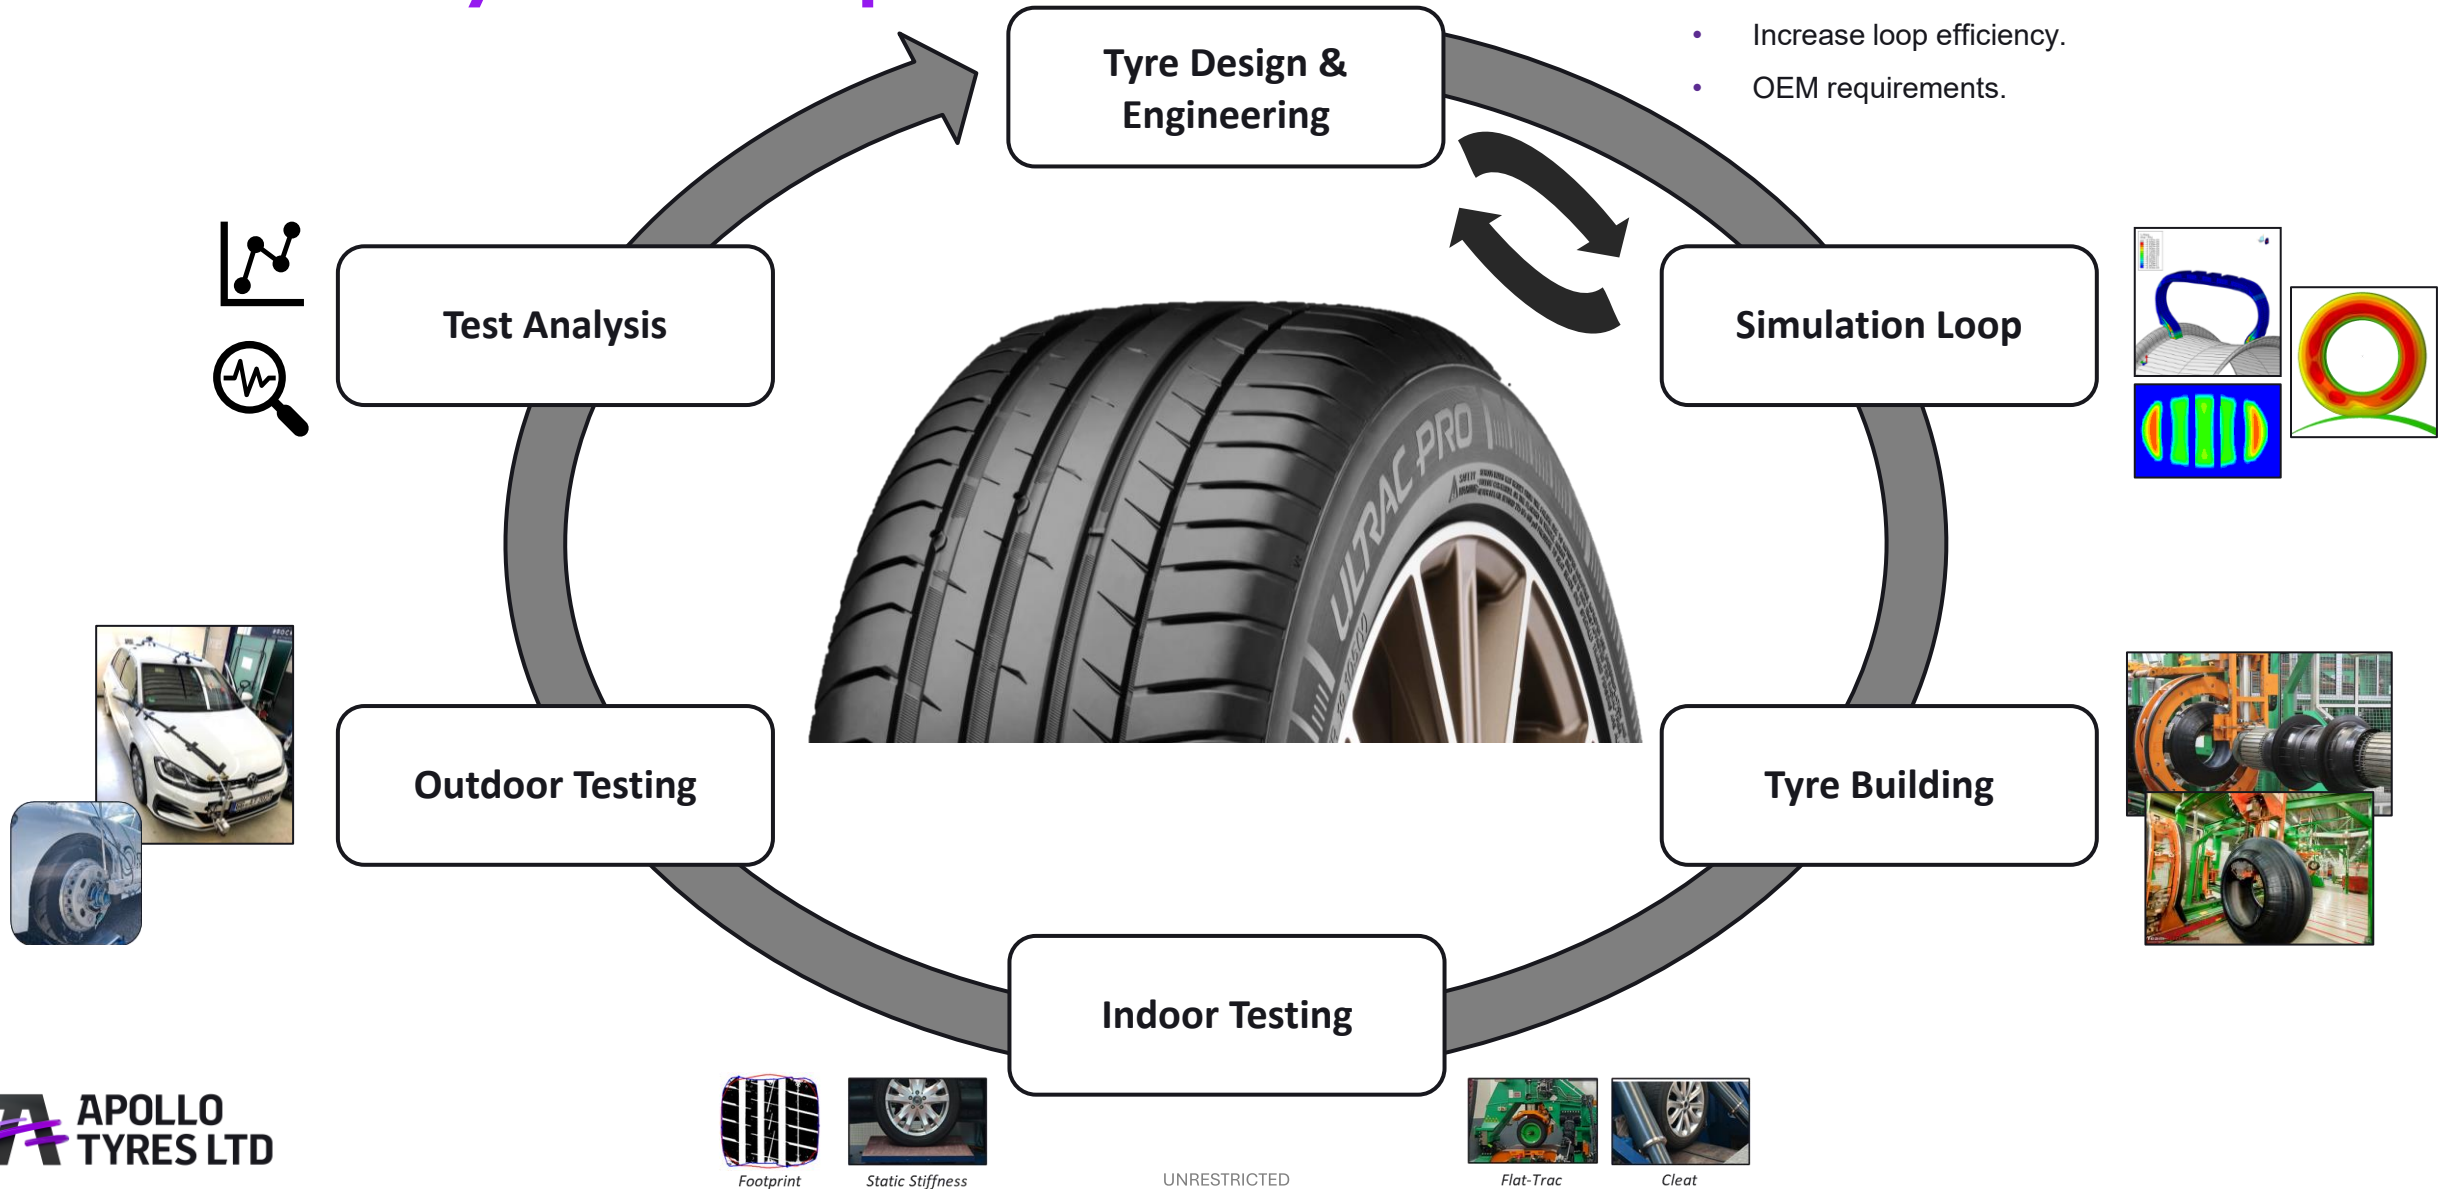 Increase loop efficiency.
OEM requirements.
Tyre Design &
Engineering
Test Analysis
Simulation Loop
ULTRAC PRO
SAFETY
Outdoor Testing
Tyre Building
Indoor Testing
APOLLO
TYRES LTD
Footprint
Static Stiffness
UNRESTRICTED
Flat-Trac
Cleat